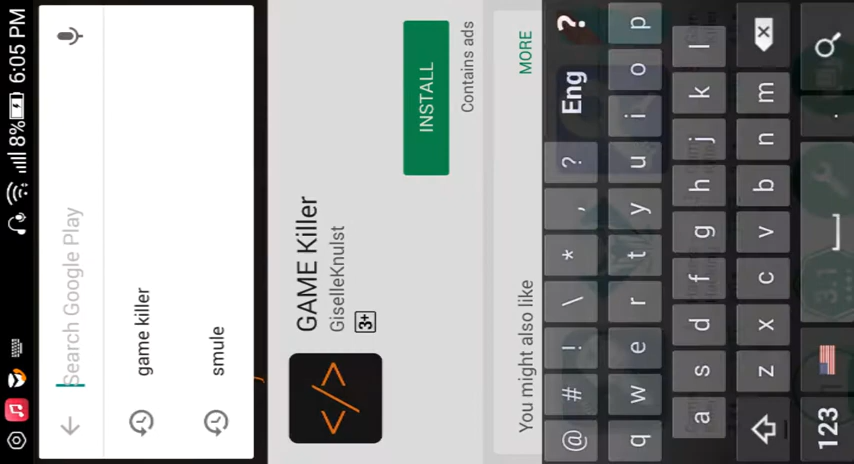 8% 6:05 PM
Search Google Play
game killer
smule
GAME Killer
GiselleKnulst
3+
INSTALL
Contains ads
You might also like
MORE
Eng
@ # ! \ * , ?
q w e r t y u i o p
a s d f g h j k l
z x c v b n m
123 .